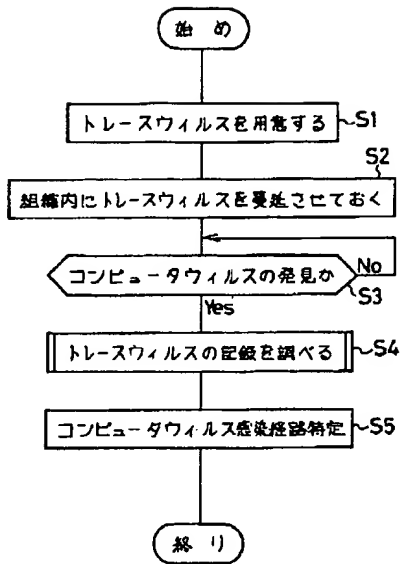 始め
トレースウィルスを用意する
S1
S2
組織内にトレースウィルスを蔓延させておく
コンピュータウィルスの発見か
No
S3
Yes
トレースウィルスの記録を調べる
S4
コンピュータウィルス感染経路特定
S5
終り